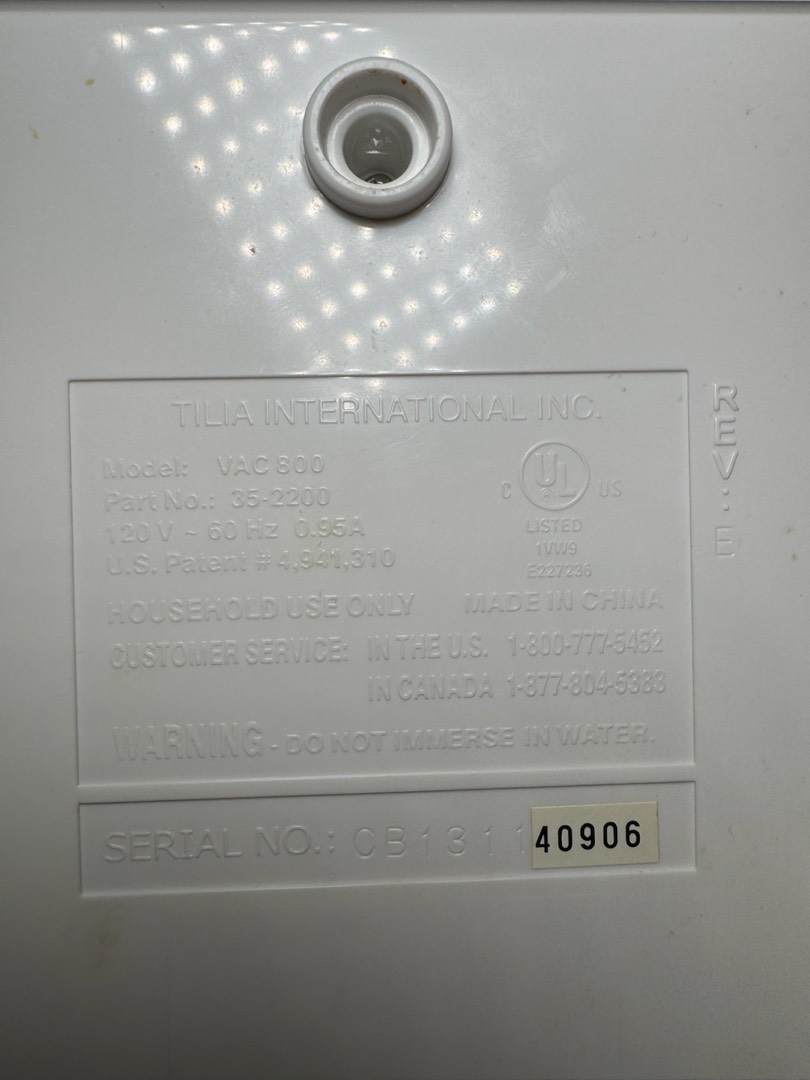 TILIA INTERNATIONAL INC.
Model: VAC 800
Part No.: 35-2200
120 V ~ 60 Hz 0.95A
U.S. Patent # 4,941,310
C UL US
LISTED
1VW9
E227236
HOUSEHOLD USE ONLY MADE IN CHINA
CUSTOMER SERVICE: IN THE U.S. 1-800-777-5452
IN CANADA 1-877-804-5383
WARNING - DO NOT IMMERSE IN WATER.
SERIAL NO.: CB1311 40906
REV.: E